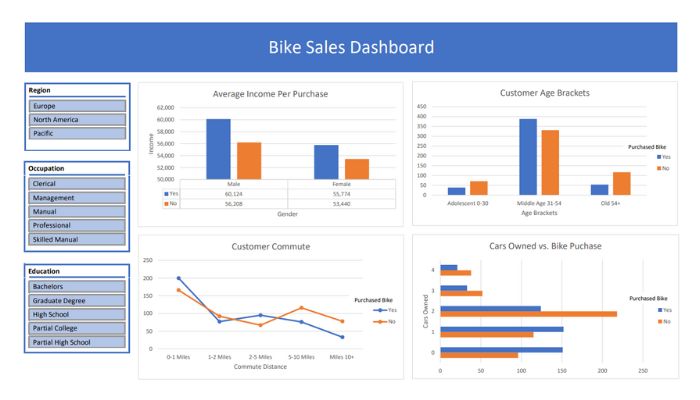 Bike Sales Dashboard
Region
Europe
North America
Pacific
Occupation
Clerical
Management
Manual
Professional
Skilled Manual
Education
Bachelors
Graduate Degree
High School
Partial College
Partial High School
Average Income Per Purchase
Income
62,000
60,000
58,000
56,000
54,000
52,000
50,000
Male Female
Yes 60,124 55,774
No 56,208 53,440
Gender
Customer Age Brackets
450
400
350
300
250
200
150
100
50
0
Adolescent 0-30 Middle Age 31-54 Old 54+
Age Brackets
Purchased Bike
Yes
No
Customer Commute
250
200
150
100
50
0
0-1 Miles 1-2 Miles 2-5 Miles 5-10 Miles Miles 10+
Commute Distance
Purchased Bike
Yes
No
Cars Owned vs. Bike Puchase
Cars Owned
4
3
2
1
0
0 50 100 150 200 250
Purchased Bike
Yes
No